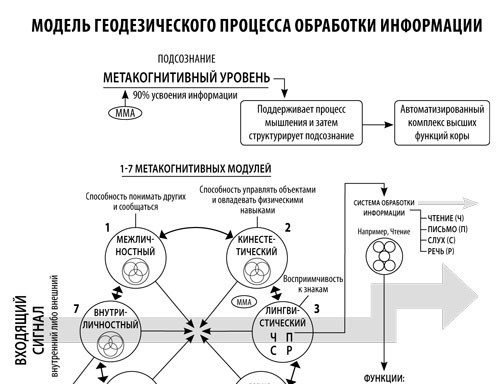 МОДЕЛЬ ГЕОДЕЗИЧЕСКОГО ПРОЦЕССА ОБРАБОТКИ ИНФОРМАЦИИ
ПОДСОЗНАНИЕ
МЕТАКОГНИТИВНЫЙ УРОВЕНЬ
90% усвоения информации
ММА
Поддерживает процесс
мышления и затем
структурирует подсознание
Автоматизированный
комплекс высших
функций коры
1-7 МЕТАКОГНИТИВНЫХ МОДУЛЕЙ
Способность понимать других
и сообщаться
Способность управлять объектами
и овладевать физическими
навыками
1
МЕЖЛИЧ-
НОСТНЫЙ
2
КИНЕСТЕ-
ТИЧЕСКИЙ
СИСТЕМА ОБРАБОТКИ
ИНФОРМАЦИИ
Например, Чтение
ЧТЕНИЕ (Ч)
ПИСЬМО (П)
СЛУХ (С)
РЕЧЬ (Р)
Восприимчивость
к знакам
ММА
7
ВНУТРИ-
ЛИЧНОСТНЫЙ
3
ЛИНГВИ-
СТИЧЕСКИЙ
Ч П
С Р
ВХОДЯЩИЙ
СИГНАЛ
внутренний либо внешний
ФУНКЦИИ: